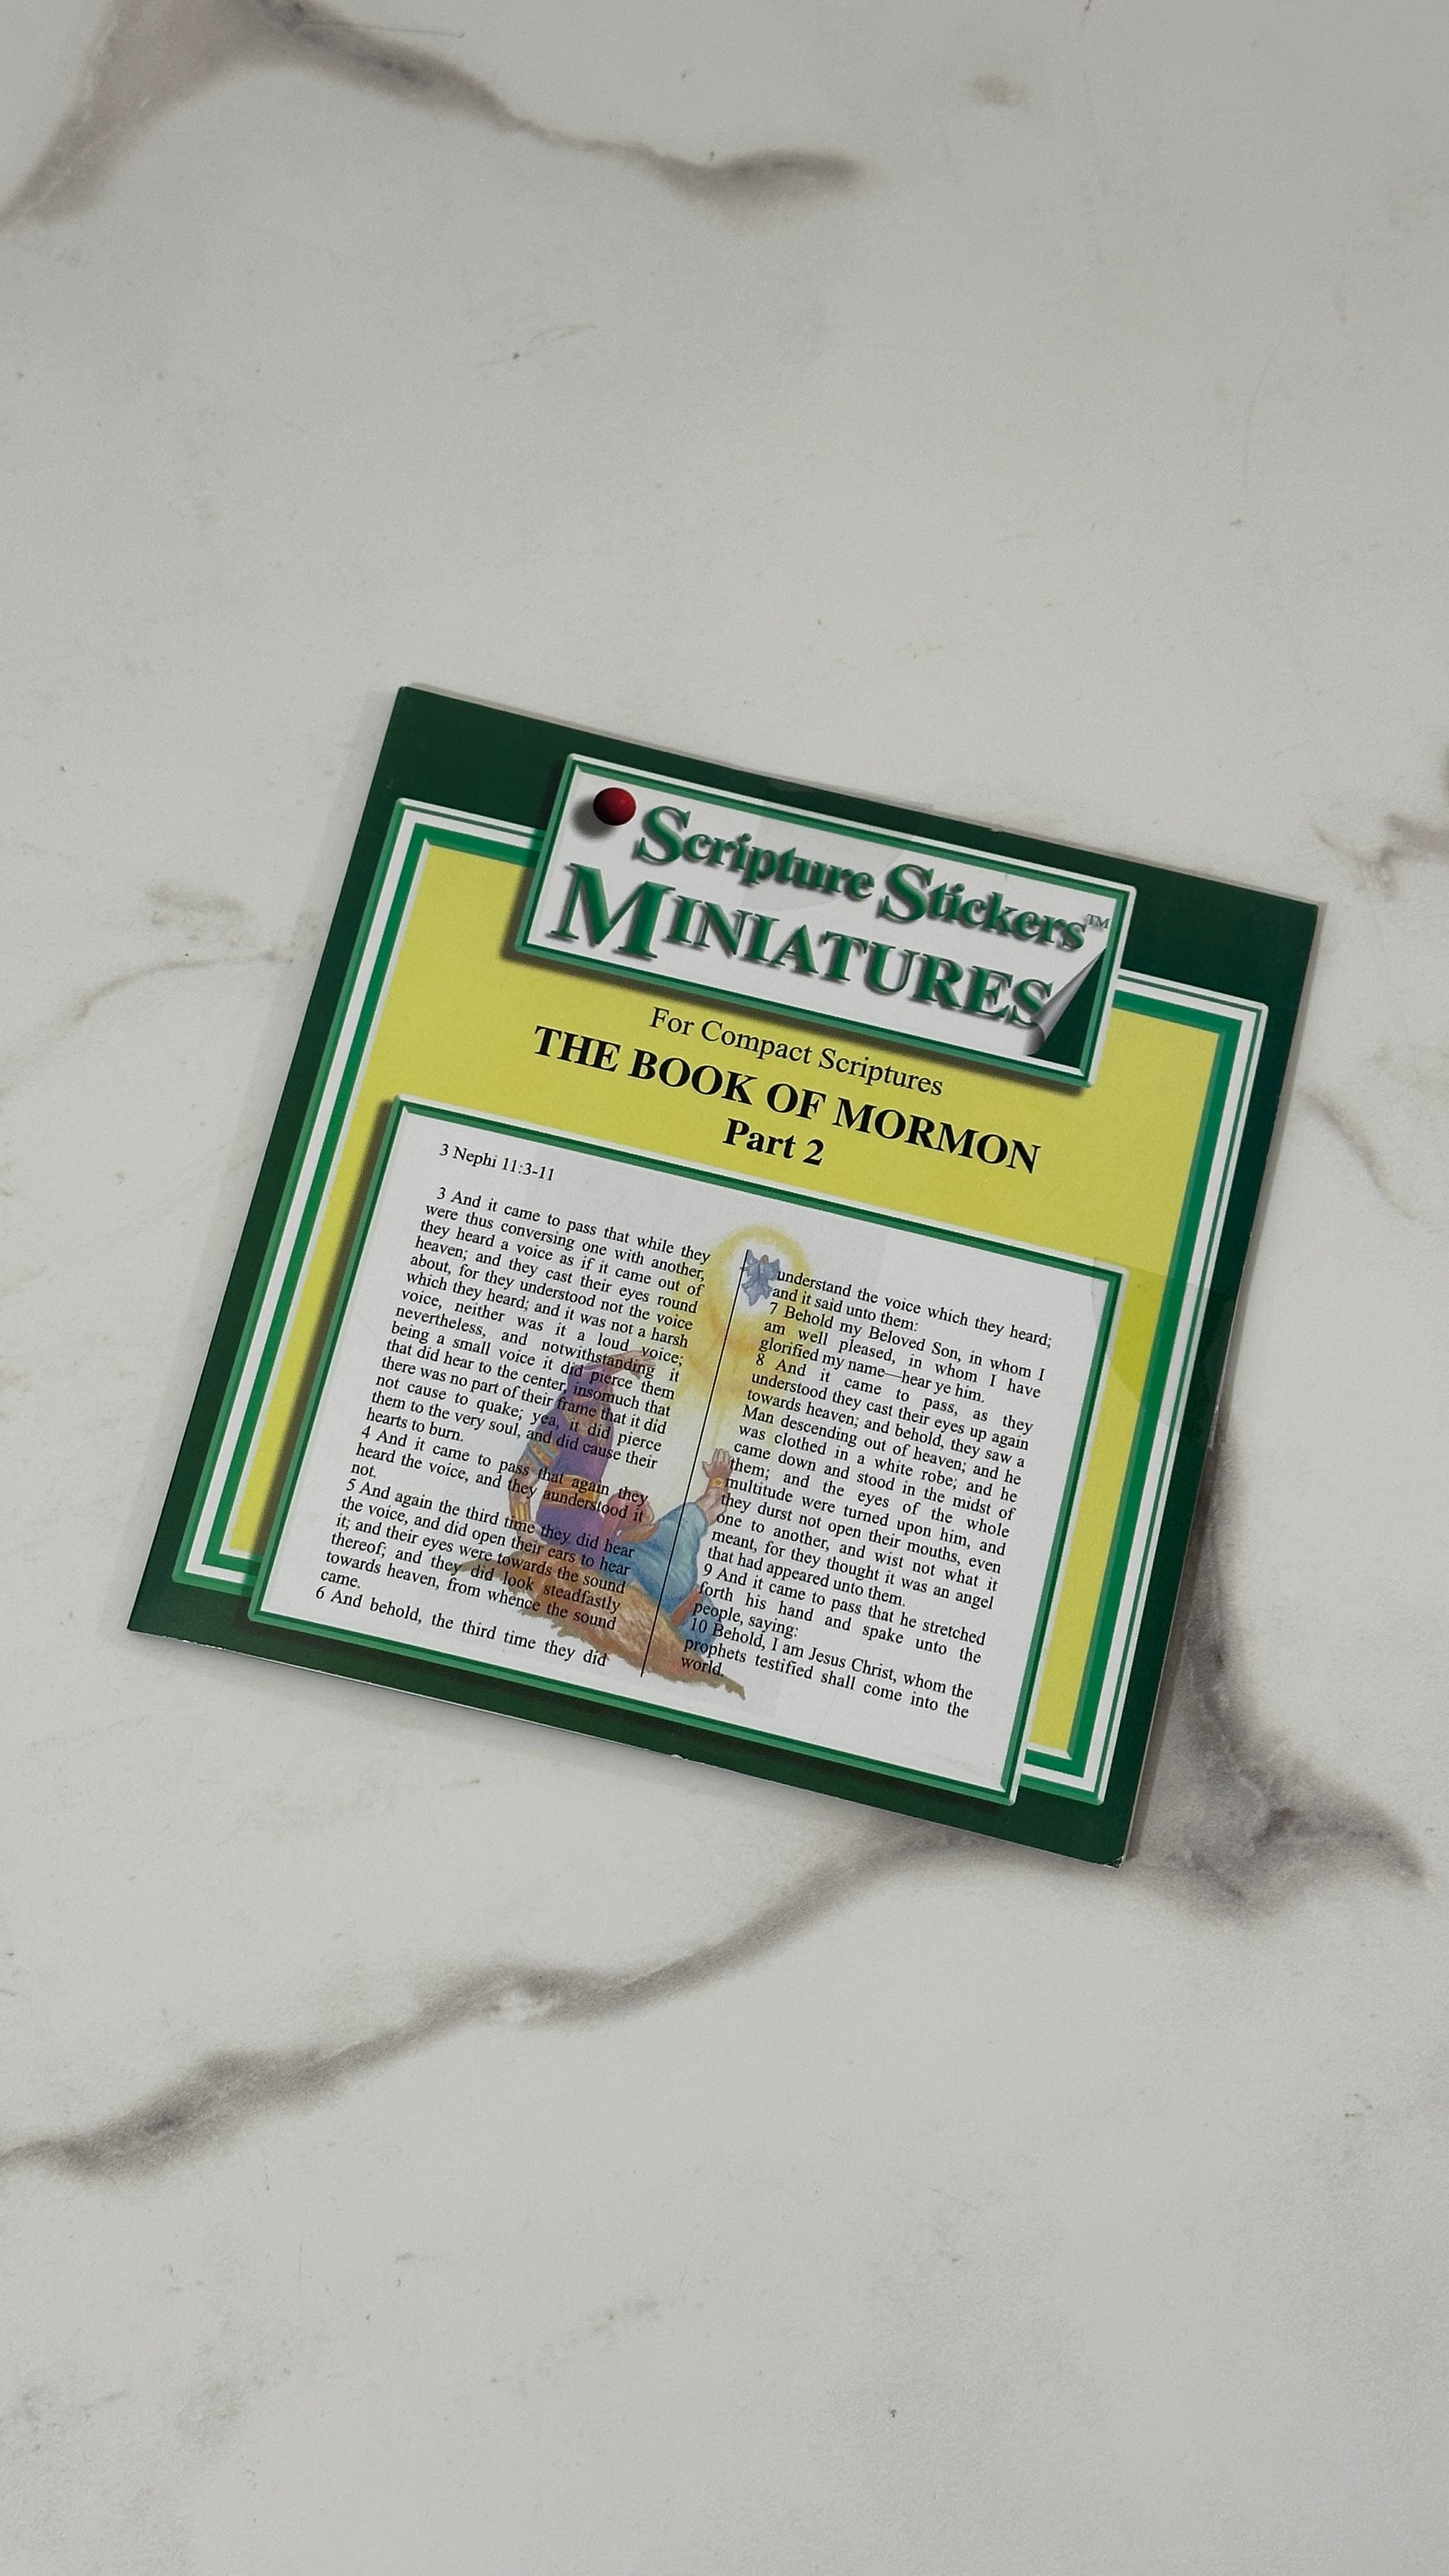 Scripture Stickers™
MINIATURES
For Compact Scriptures
THE BOOK OF MORMON
Part 2
3 Nephi 11:3-11
3 And it came to pass that while they
were thus conversing one with another,
they heard a voice as if it came out of
heaven; and they cast their eyes round
about, for they understood not the voice
which they heard; and it was not a harsh
voice, neither was it a loud voice;
nevertheless, and notwithstanding it
being a small voice it did pierce them
that did hear to the center, insomuch that
there was no part of their frame that it did
not cause to quake; yea, it did pierce
them to the very soul, and did cause their
hearts to burn.
4 And it came to pass that again they
heard the voice, and they aunderstood it
not.
5 And again the third time they did hear
the voice, and did open their ears to hear
it; and their eyes were towards the sound
thereof; and they did look steadfastly
towards heaven, from whence the sound
came.
6 And behold, the third time they did
understand the voice which they heard;
and it said unto them:
7 Behold my Beloved Son, in whom I
am well pleased, in whom I have
glorified my name—hear ye him.
8 And it came to pass, as they
understood they cast their eyes up again
towards heaven; and behold, they saw a
Man descending out of heaven; and he
was clothed in a white robe; and he
came down and stood in the midst of
them; and the eyes of the whole
multitude were turned upon him, and
they durst not open their mouths, even
one to another, and wist not what it
meant, for they thought it was an angel
that had appeared unto them.
9 And it came to pass that he stretched
forth his hand and spake unto the
people, saying:
10 Behold, I am Jesus Christ, whom the
prophets testified shall come into the
world.